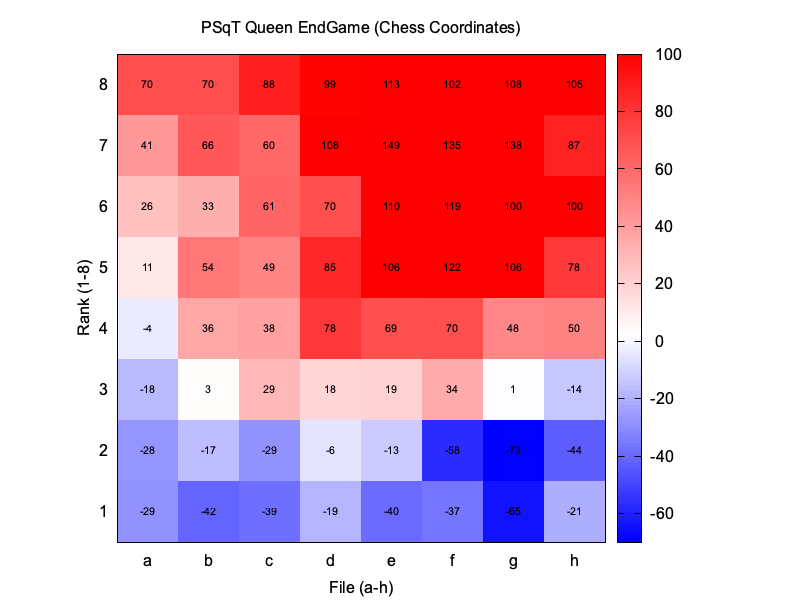 PSqT Queen EndGame (Chess Coordinates)
100
8 70 70 88 99 113 102 108 105
80
7 41 66 60 108 149 135 138 87
60
6 26 33 61 70 110 119 100 100
40
5 11 54 49 85 106 122 106 78
20
Rank (1-8)
4 -4 36 38 78 69 70 48 50
0
3 -18 3 29 18 19 34 1 -14
-20
2 -28 -17 -29 -6 -13 -58 -73 -44
-40
1 -29 -42 -39 -19 -40 -37 -65 -21
-60
a b c d e f g h
File (a-h)